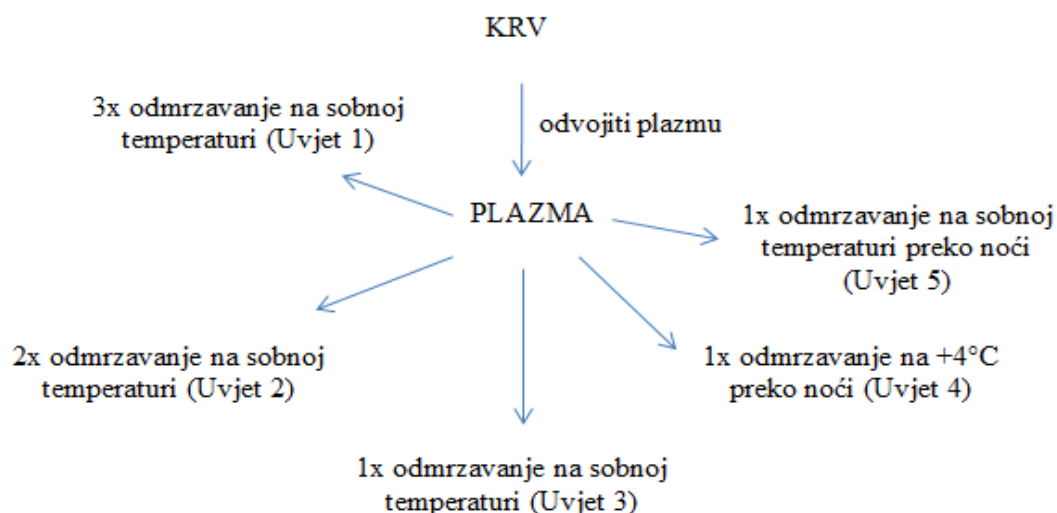 KRV
odvojiti plazmu
3x odmrzavanje na sobnoj
temperaturi (Uvjet 1)
PLAZMA
1x odmrzavanje na sobnoj
temperaturi preko noći
(Uvjet 5)
2x odmrzavanje na sobnoj
temperaturi (Uvjet 2)
1x odmrzavanje na +4°C
preko noći (Uvjet 4)
1x odmrzavanje na sobnoj
temperaturi (Uvjet 3)